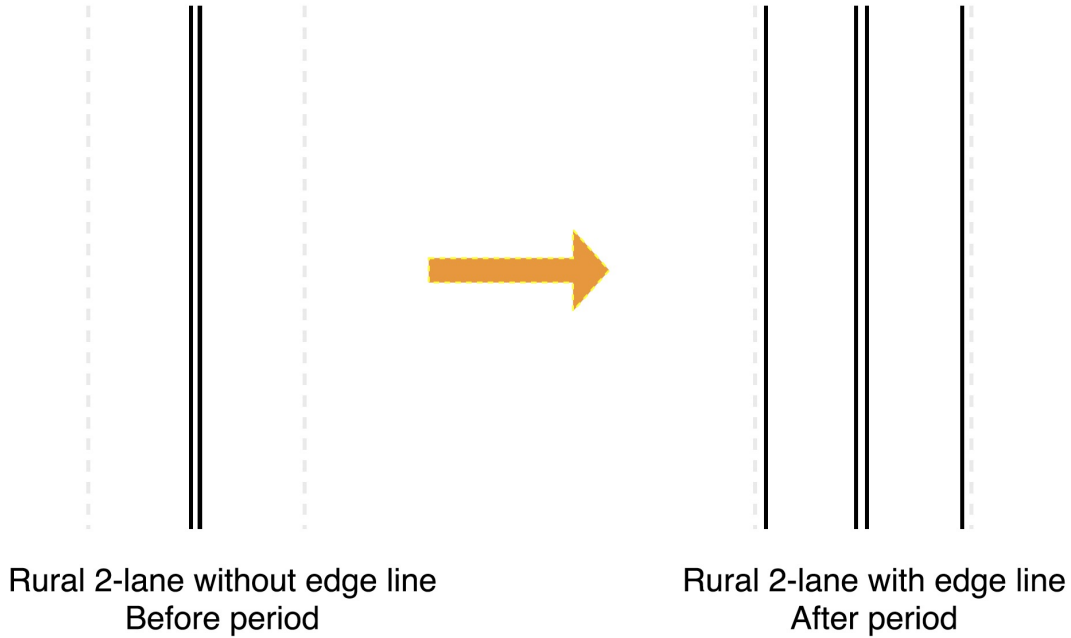 Rural 2-lane without edge line
Before period
Rural 2-lane with edge line
After period